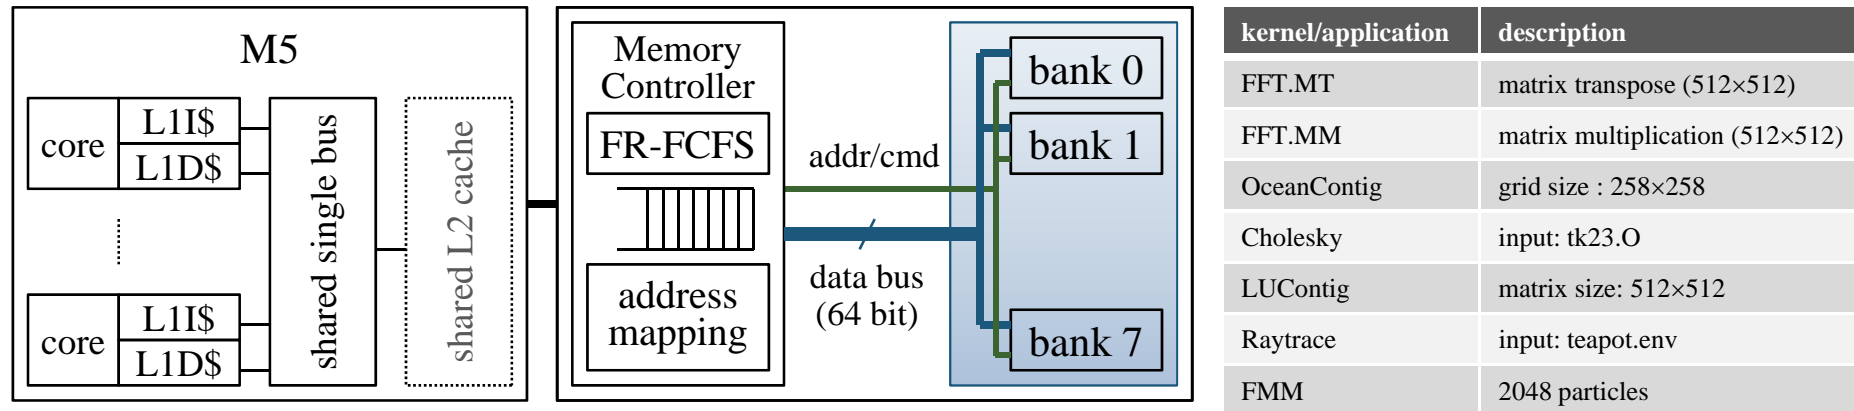 M5
core
L1I$
L1D$
core
L1I$
L1D$
shared single bus
shared L2 cache
Memory
Controller
FR-FCFS
address
mapping
addr/cmd
data bus
(64 bit)
bank 0
bank 1
bank 7
kernel/application description
FFT.MT matrix transpose (512×512)
FFT.MM matrix multiplication (512×512)
OceanContig grid size : 258×258
Cholesky input: tk23.O
LUContig matrix size: 512×512
Raytrace input: teapot.env
FMM 2048 particles